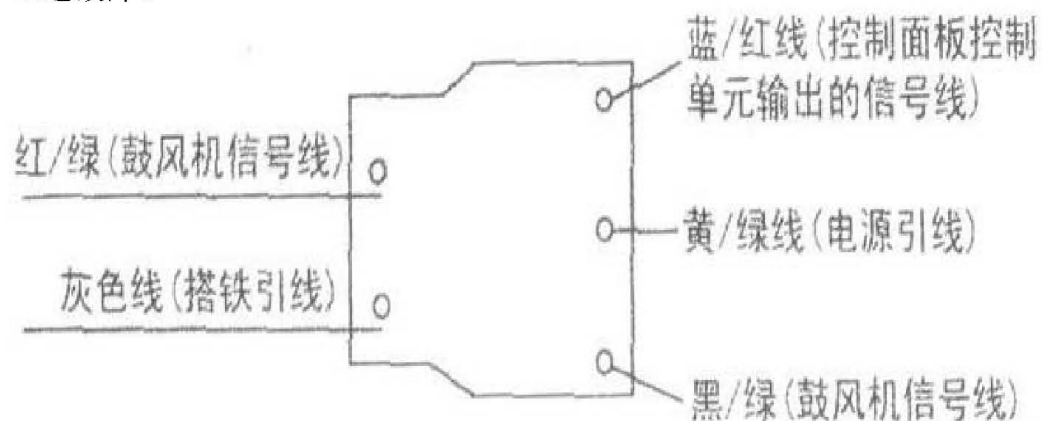 蓝/红线(控制面板控制
单元输出的信号线)
红/绿(鼓风机信号线)
黄/绿线(电源引线)
灰色线(搭铁引线)
黑/绿(鼓风机信号线)